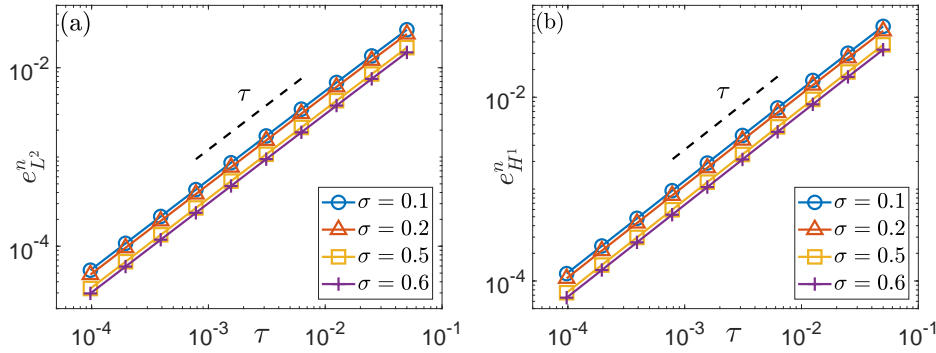 (a)
10^{-2}
10^{-4}
e^n_{L^2}
τ
σ = 0.1
σ = 0.2
σ = 0.5
σ = 0.6
10^{-4}
10^{-3}
10^{-2}
10^{-1}
τ
(b)
10^{-2}
10^{-4}
e^n_{H^1}
τ
σ = 0.1
σ = 0.2
σ = 0.5
σ = 0.6
10^{-4}
10^{-3}
10^{-2}
10^{-1}
τ